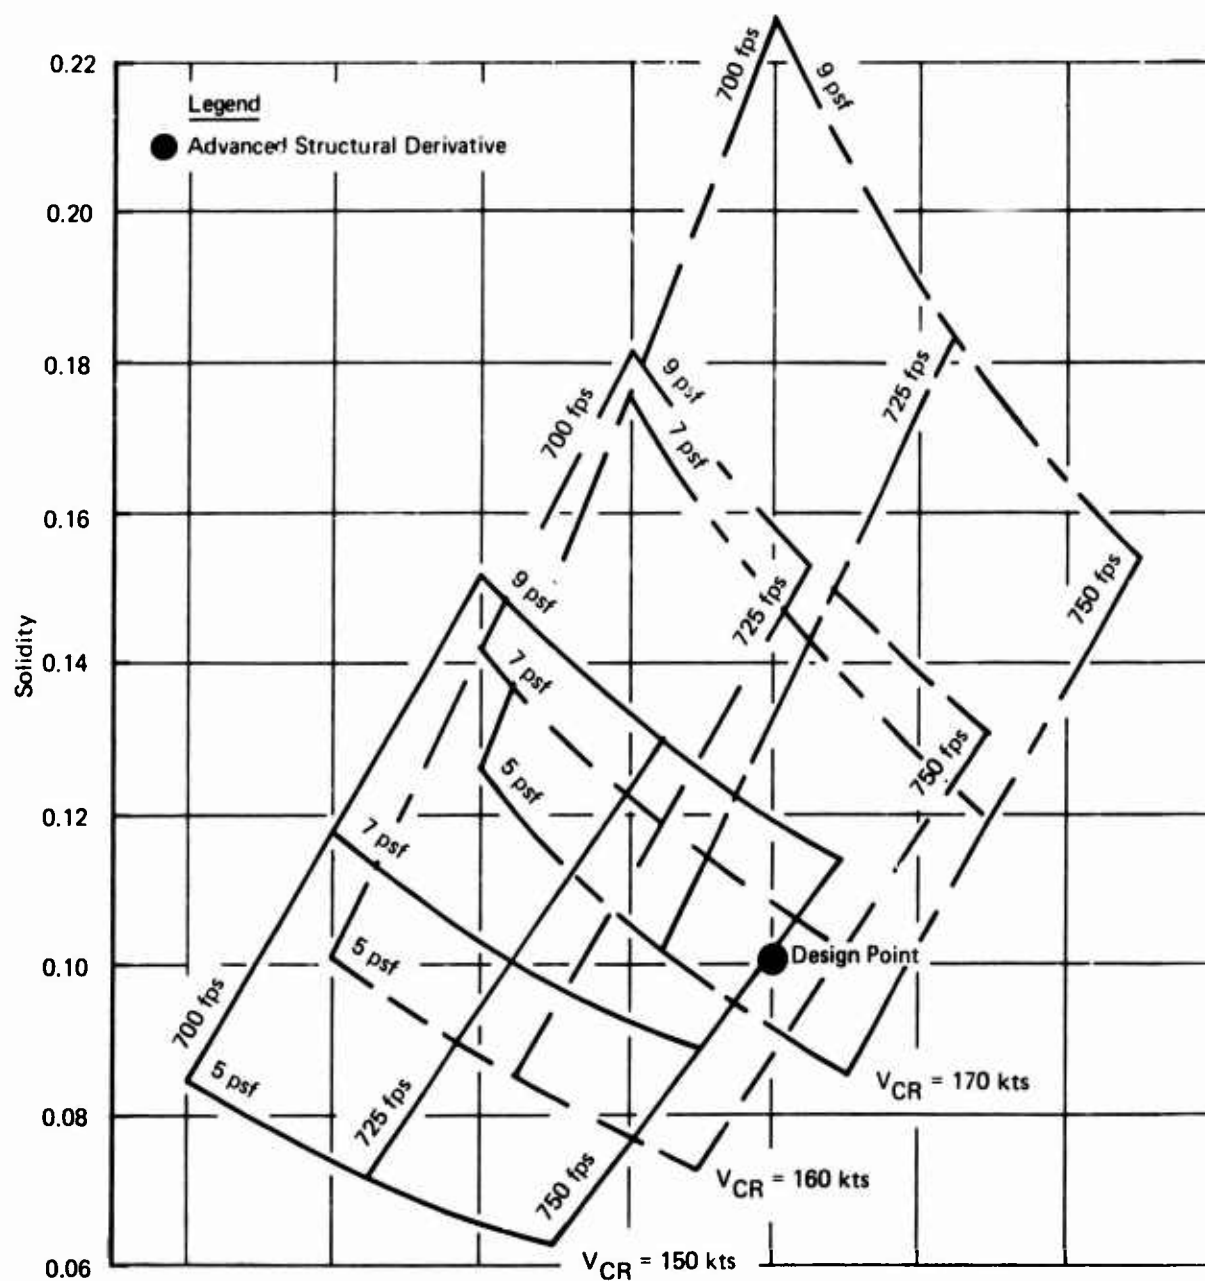 0.22
0.20
0.18
0.16
0.14
0.12
0.10
0.08
0.06
Solidity
Legend
Advanced Structural Derivative
700 fps
9 psf
725 fps
750 fps
700 fps
9 psf
7 psf
725 fps
750 fps
9 psf
7 psf
5 psf
7 psf
5 psf
700 fps
5 psf
725 fps
750 fps
Design Point
VCR = 170 kts
VCR = 160 kts
VCR = 150 kts